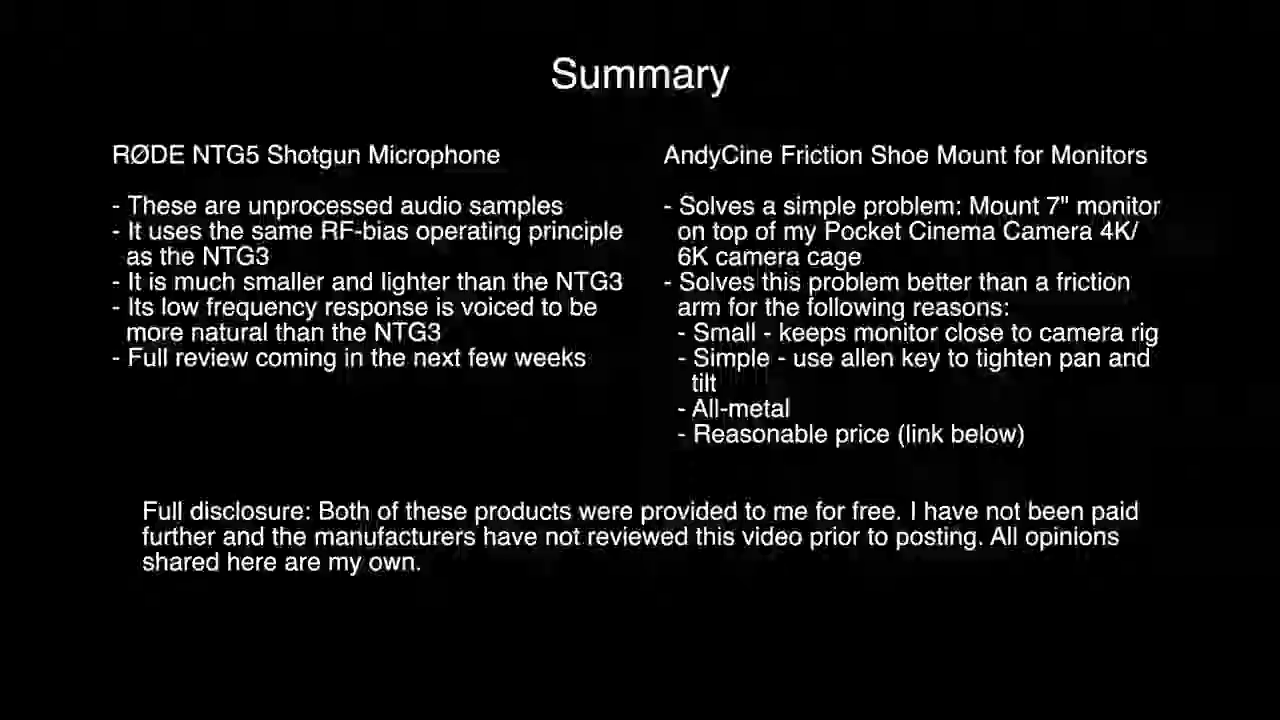 Summary
RØDE NTG5 Shotgun Microphone
- These are unprocessed audio samples
- It uses the same RF-bias operating principle
as the NTG3
- It is much smaller and lighter than the NTG3
- Its low frequency response is voiced to be
more natural than the NTG3
- Full review coming in the next few weeks
AndyCine Friction Shoe Mount for Monitors
- Solves a simple problem: Mount 7" monitor
on top of my Pocket Cinema Camera 4K/
6K camera cage
- Solves this problem better than a friction
arm for the following reasons:
- Small - keeps monitor close to camera rig
- Simple - use allen key to tighten pan and
tilt
- All-metal
- Reasonable price (link below)
Full disclosure: Both of these products were provided to me for free. I have not been paid
further and the manufacturers have not reviewed this video prior to posting. All opinions
shared here are my own.